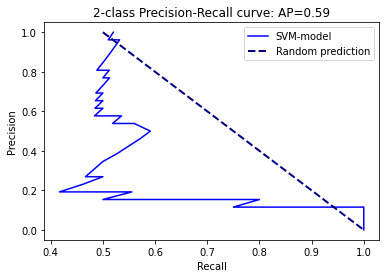 2-class Precision-Recall curve: AP=0.59
1.0
0.8
0.6
0.4
0.2
0.0
Precision
SVM-model
Random prediction
0.4
0.5
0.6
0.7
0.8
0.9
1.0
Recall